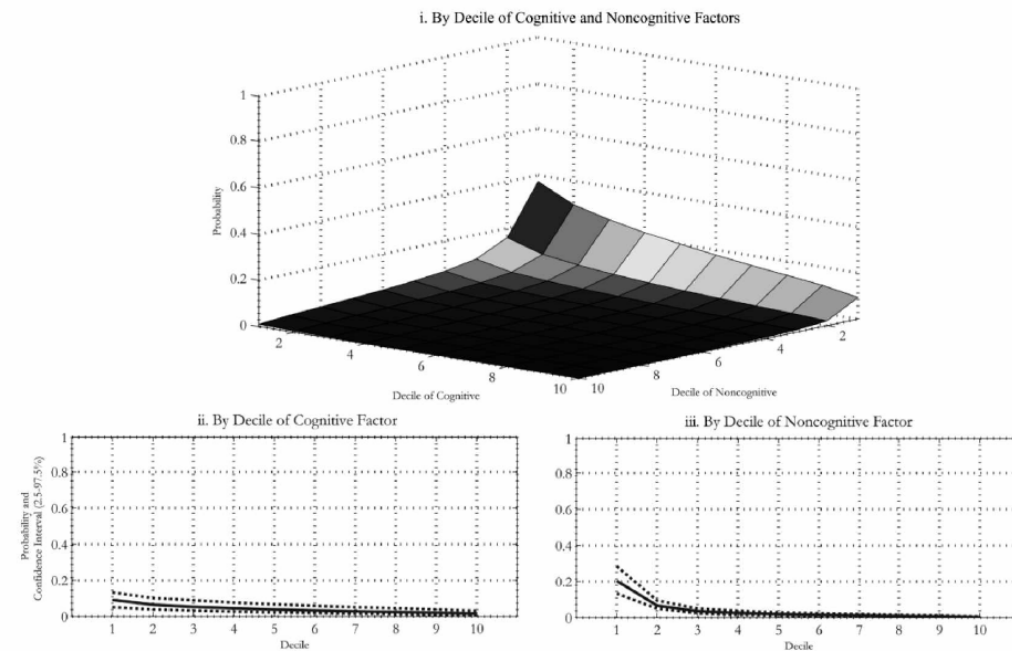 i. By Decile of Cognitive and Noncognitive Factors
1
0.8
0.6
0.4
0.2
0
Probability
2
4
6
8
10
Decile of Cognitive
10
8
6
4
2
Decile of Noncognitive
ii. By Decile of Cognitive Factor
Probability and
Confidence Interval (2.5-97.5%)
1
0.8
0.6
0.4
0.2
0
1 2 3 4 5 6 7 8 9 10
Decile
iii. By Decile of Noncognitive Factor
1
0.8
0.6
0.4
0.2
0
1 2 3 4 5 6 7 8 9 10
Decile